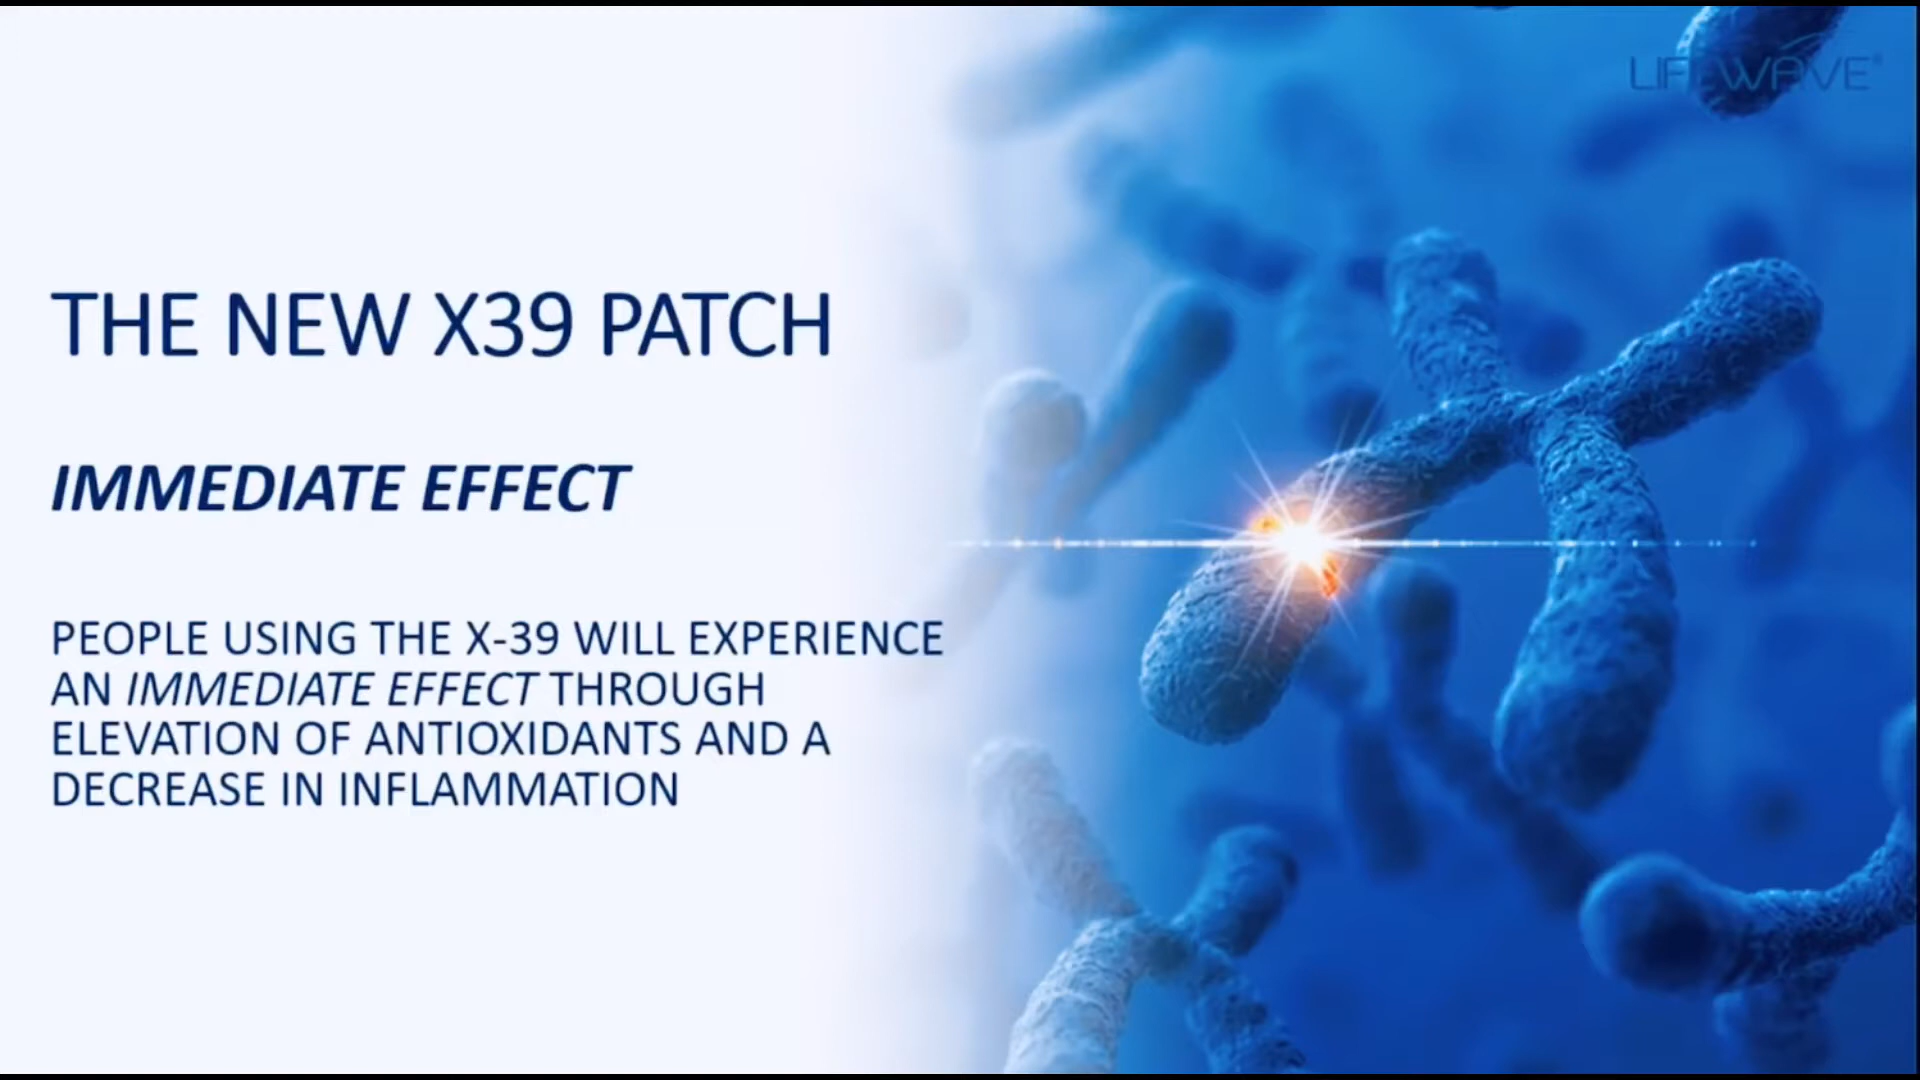 LIFEWAVE®
THE NEW X39 PATCH
IMMEDIATE EFFECT
PEOPLE USING THE X-39 WILL EXPERIENCE
AN IMMEDIATE EFFECT THROUGH
ELEVATION OF ANTIOXIDANTS AND A
DECREASE IN INFLAMMATION